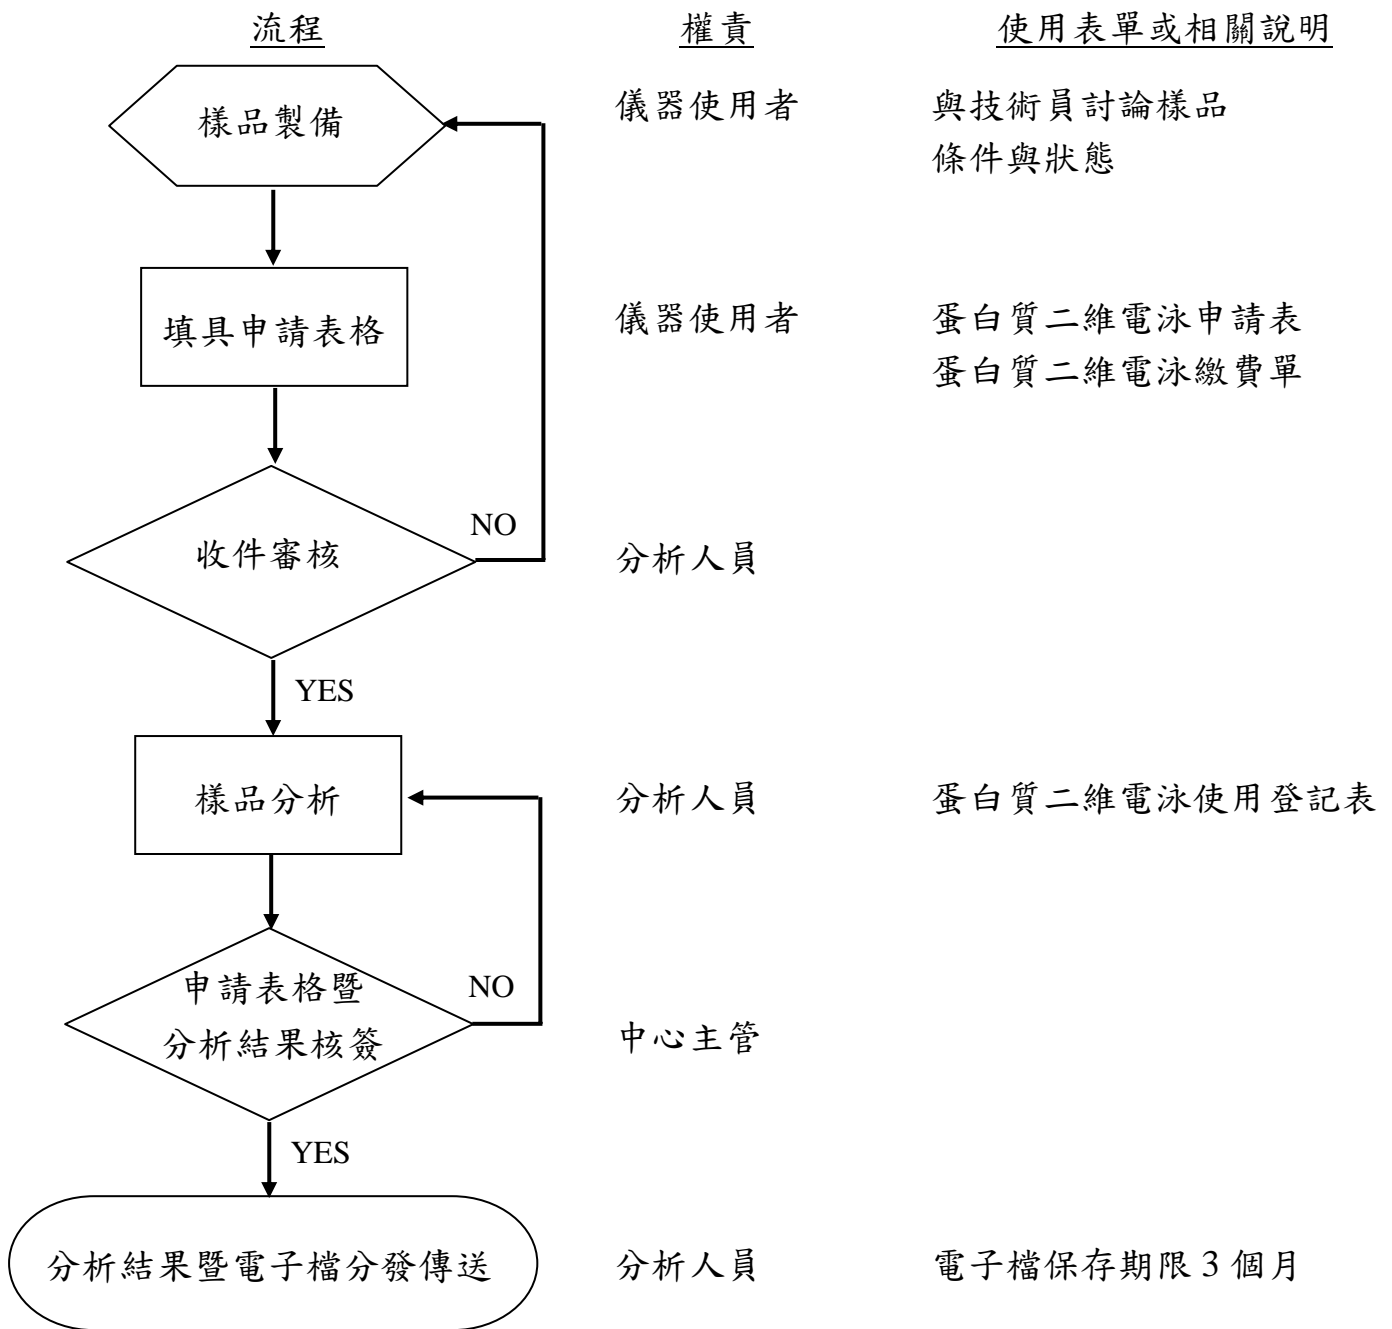 流程 權責 使用表單或相關說明
樣品製備 儀器使用者 與技術員討論樣品
條件與狀態
填具申請表格 儀器使用者 蛋白質二維電泳申請表
蛋白質二維電泳繳費單
NO
收件審核 分析人員
YES
樣品分析 分析人員 蛋白質二維電泳使用登記表
申請表格暨 NO
分析結果核簽 中心主管
YES
分析結果暨電子檔分發傳送 分析人員 電子檔保存期限 3 個月